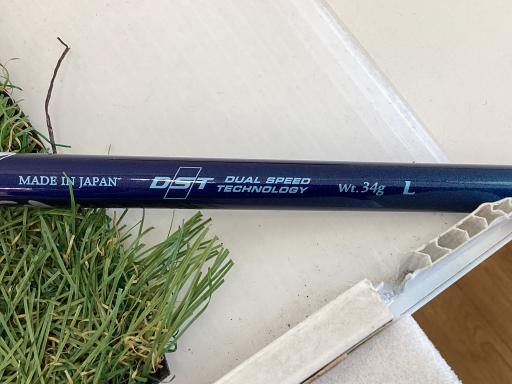 MADE IN JAPAN DST DUAL SPEED Wt. 34g L
TECHNOLOGY